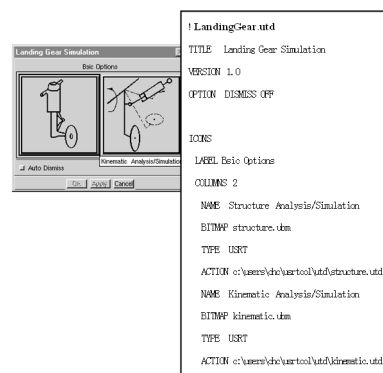 Landing Gear Simulation
Bsic Options
Kinematic Analysis/Simulation
Auto Dismiss
Ok Apply Cancel
! LandingGear.utd
TITLE Landing Gear Simulation
VERSION 1.0
OPTION DISMISS OFF
ICONS
LABEL Bsic Options
COLUMNS 2
NAME Structure Analysis/Simulation
BITMAP structure.ubm
TYPE USRT
ACTION c:\users\chc\usrtcol\utd\structure.utd
NAME Kinematic Analysis/Simulation
BITMAP kinematic.ubm
TYPE USRT
ACTION c:\users\chc\usrtcol\utd\kinematic.utd